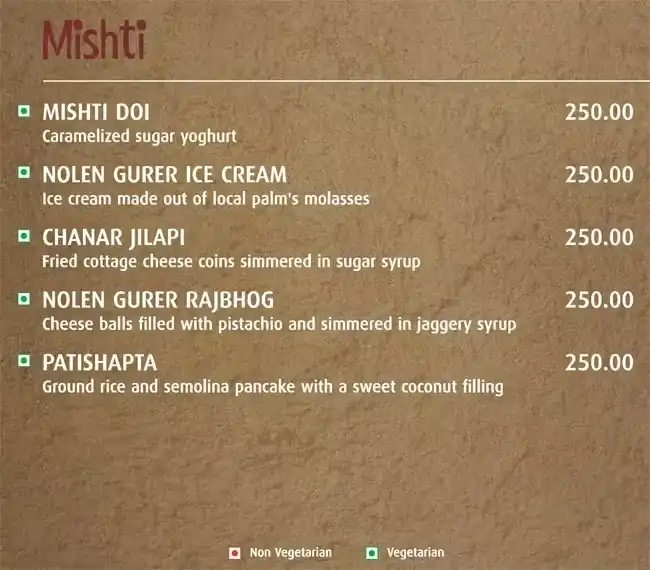 Mishti
MISHTI DOI 250.00
Caramelized sugar yoghurt
NOLEN GURER ICE CREAM 250.00
Ice cream made out of local palm's molasses
CHANAR JILAPI 250.00
Fried cottage cheese coins simmered in sugar syrup
NOLEN GURER RAJBHOG 250.00
Cheese balls filled with pistachio and simmered in jaggery syrup
PATISHAPTA 250.00
Ground rice and semolina pancake with a sweet coconut filling
Non Vegetarian Vegetarian